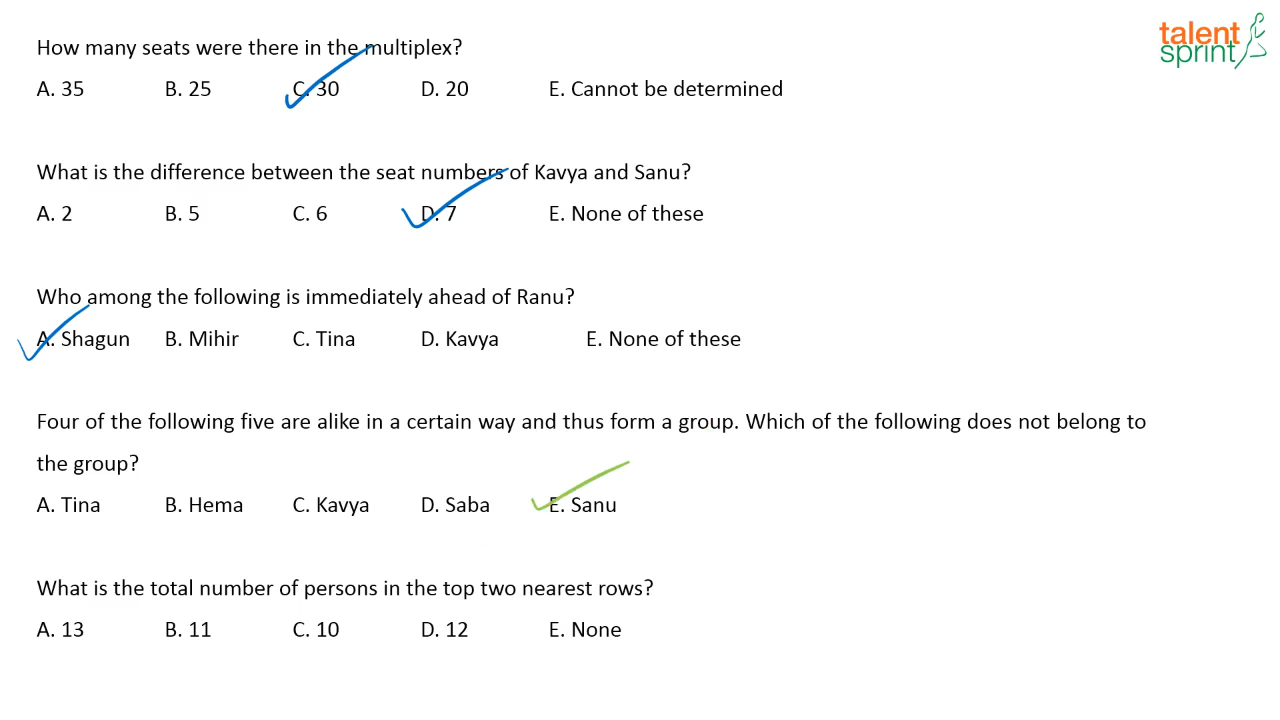 talent
sprint
How many seats were there in the multiplex?
A. 35 B. 25 C. 30 D. 20 E. Cannot be determined
What is the difference between the seat numbers of Kavya and Sanu?
A. 2 B. 5 C. 6 D. 7 E. None of these
Who among the following is immediately ahead of Ranu?
A. Shagun B. Mihir C. Tina D. Kavya E. None of these
Four of the following five are alike in a certain way and thus form a group. Which of the following does not belong to
the group?
A. Tina B. Hema C. Kavya D. Saba E. Sanu
What is the total number of persons in the top two nearest rows?
A. 13 B. 11 C. 10 D. 12 E. None